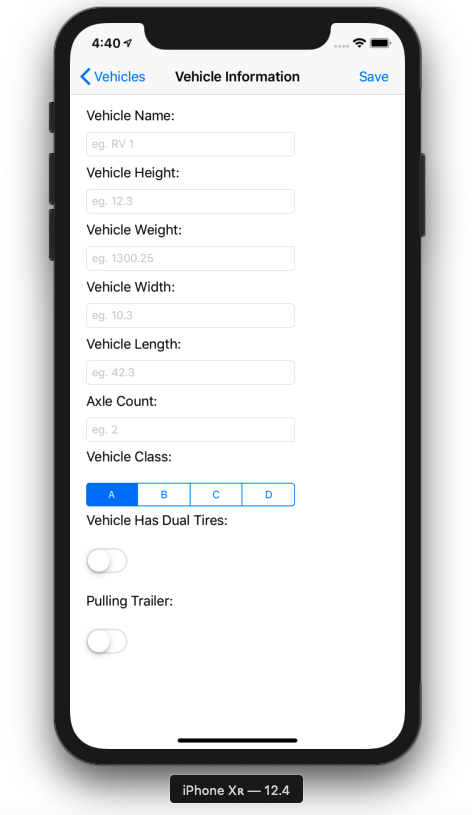 4:40
Vehicles Vehicle Information Save
Vehicle Name:
eg. RV 1
Vehicle Height:
eg. 12.3
Vehicle Weight:
eg. 1300.25
Vehicle Width:
eg. 10.3
Vehicle Length:
eg. 42.3
Axle Count:
eg. 2
Vehicle Class:
A B C D
Vehicle Has Dual Tires:
Pulling Trailer:
iPhone Xʀ — 12.4